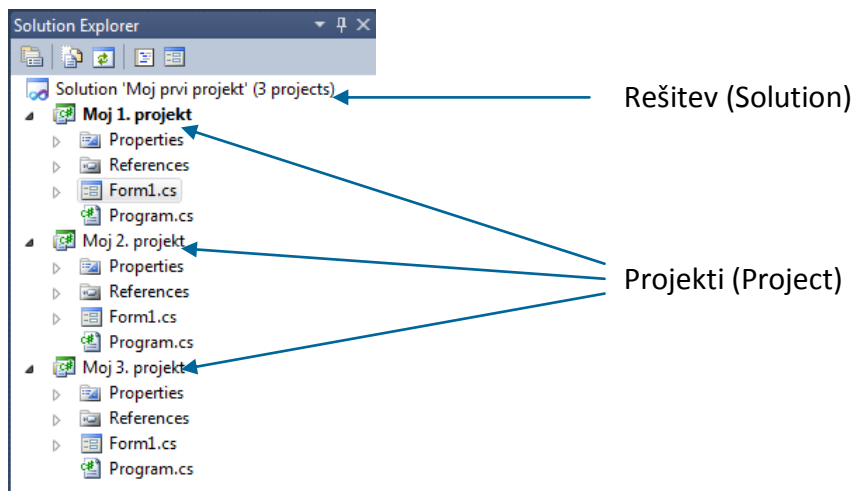 Solution Explorer
Solution 'Moj prvi projekt' (3 projects)
Rešitev (Solution)
Moj 1. projekt
Properties
References
Form1.cs
Program.cs
Moj 2. projekt
Properties
References
Form1.cs
Program.cs
Projekti (Project)
Moj 3. projekt
Properties
References
Form1.cs
Program.cs